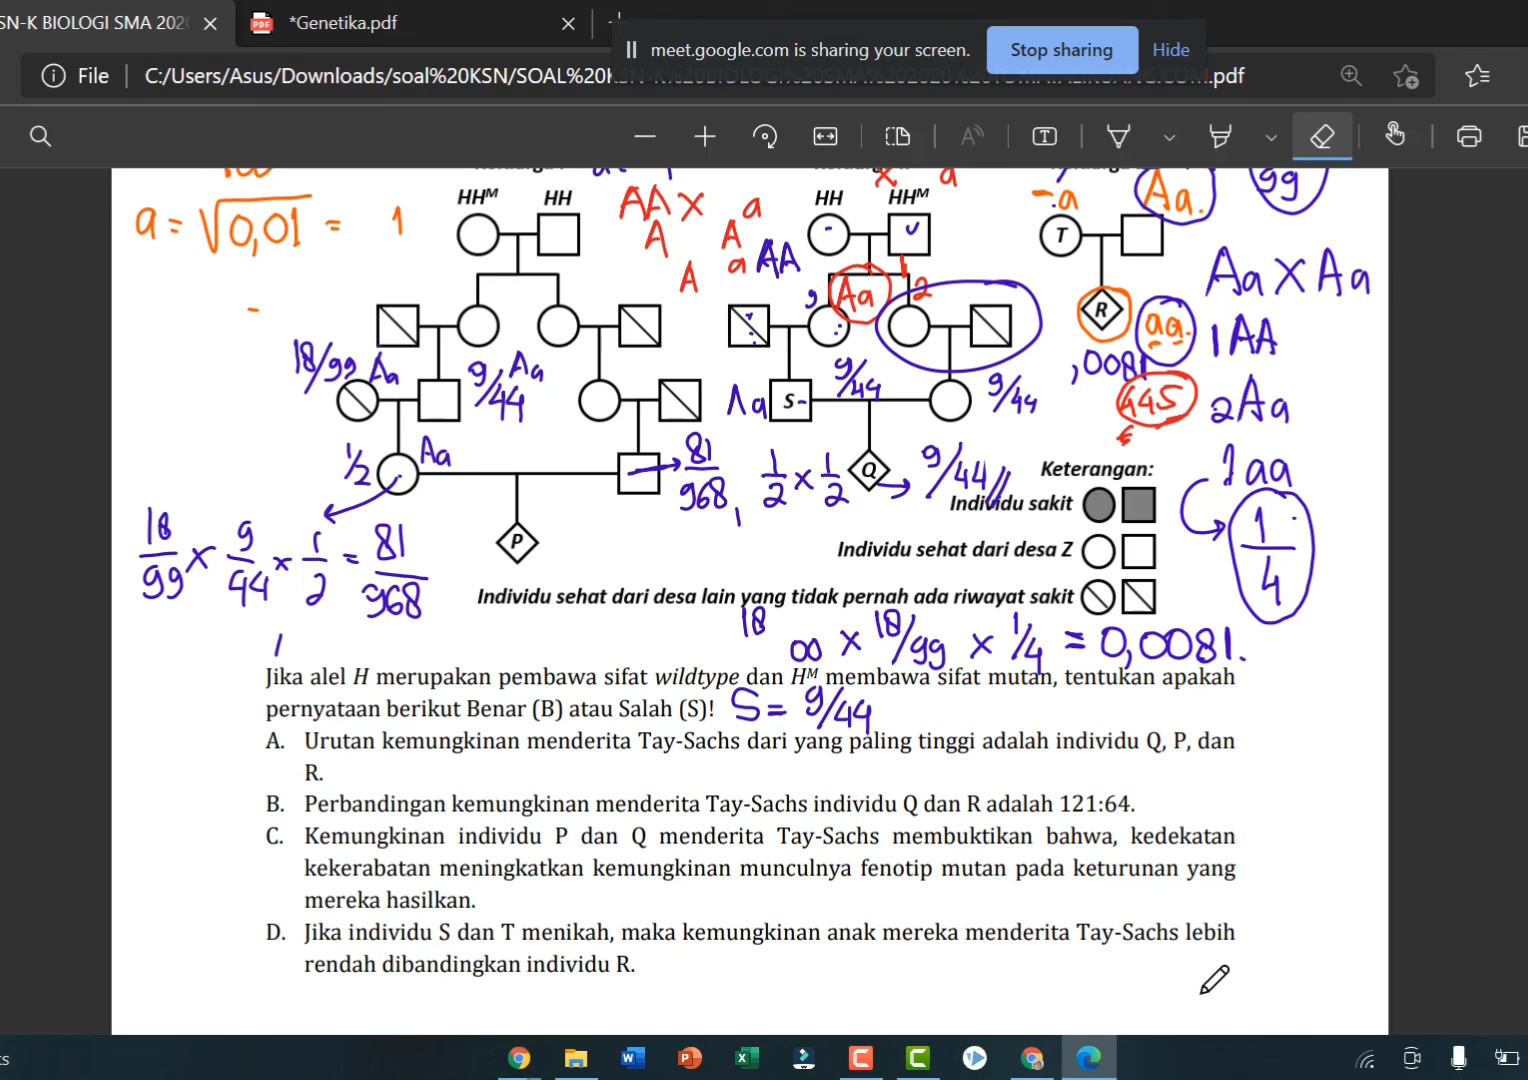 SN-K BIOLOGI SMA 202
*Genetika.pdf
meet.google.com is sharing your screen.
Stop sharing
Hide
File
C:/Users/Asus/Downloads/soal%20KSN/SOAL%20K
.pdf
a = √0,01 = 1
HHᴹ HH
AA X a
A A
A a AA
HH HHᴹ
-a
Aa.
99
T
Aa X Aa
Aa
1
2
R
aa.
1AA
18/99 Aa
9/44 Aa
9/44
9/44
,0081
445
2Aa
1aa
S-
1/2 Aa
81/968
1/2 x 1/2
Q
9/44//
Keterangan:
Individu sakit
1/4
18/99 x 9/44 x 1/2 = 81/968
P
Individu sehat dari desa Z
Individu sehat dari desa lain yang tidak pernah ada riwayat sakit
18
x 18/99 x 1/4 = 0,0081.
Jika alel H merupakan pembawa sifat wildtype dan Hᴹ membawa sifat mutan, tentukan apakah
pernyataan berikut Benar (B) atau Salah (S)! S = 9/44
A. Urutan kemungkinan menderita Tay-Sachs dari yang paling tinggi adalah individu Q, P, dan
R.
B. Perbandingan kemungkinan menderita Tay-Sachs individu Q dan R adalah 121:64.
C. Kemungkinan individu P dan Q menderita Tay-Sachs membuktikan bahwa, kedekatan
kekerabatan meningkatkan kemungkinan munculnya fenotip mutan pada keturunan yang
mereka hasilkan.
D. Jika individu S dan T menikah, maka kemungkinan anak mereka menderita Tay-Sachs lebih
rendah dibandingkan individu R.